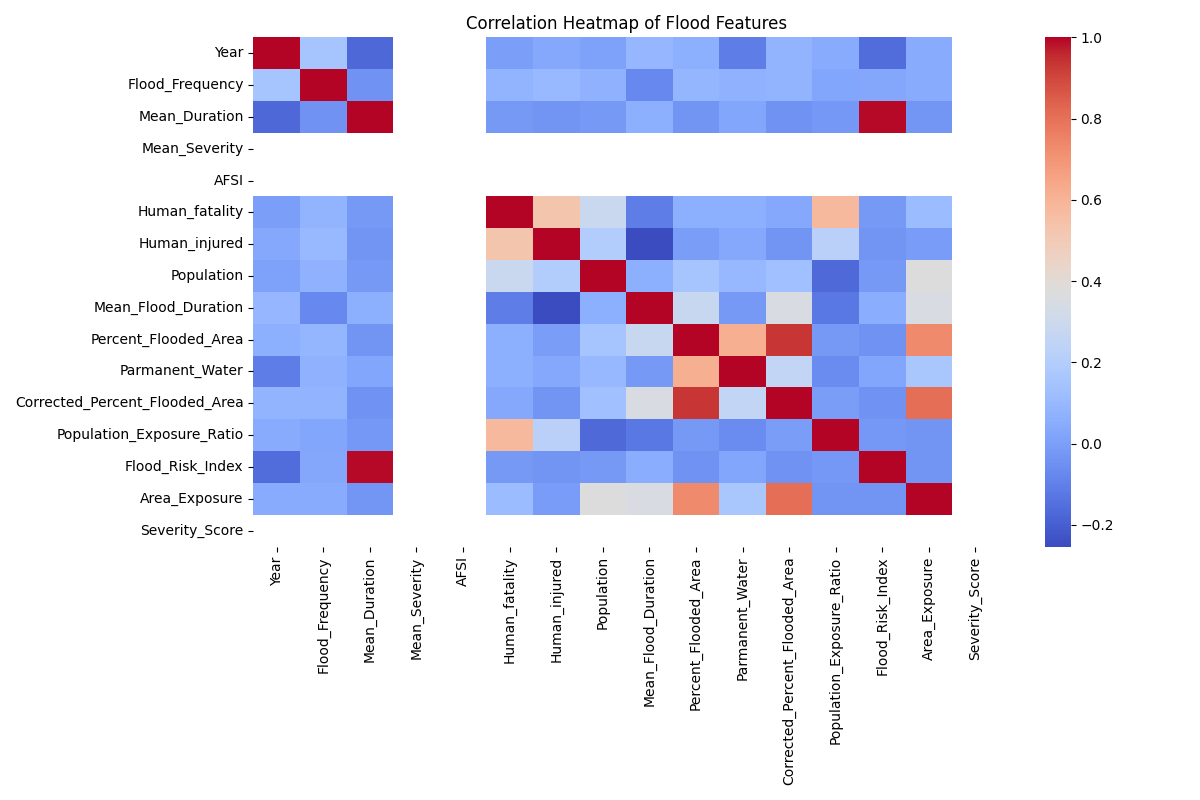 Correlation Heatmap of Flood Features
Year
Flood_Frequency
Mean_Duration
Mean_Severity
AFSI
Human_fatality
Human_injured
Population
Mean_Flood_Duration
Percent_Flooded_Area
Parmanent_Water
Corrected_Percent_Flooded_Area
Population_Exposure_Ratio
Flood_Risk_Index
Area_Exposure
Severity_Score
Year
Flood_Frequency
Mean_Duration
Mean_Severity
AFSI
Human_fatality
Human_injured
Population
Mean_Flood_Duration
Percent_Flooded_Area
Parmanent_Water
Corrected_Percent_Flooded_Area
Population_Exposure_Ratio
Flood_Risk_Index
Area_Exposure
Severity_Score
1.0
0.8
0.6
0.4
0.2
0.0
−0.2